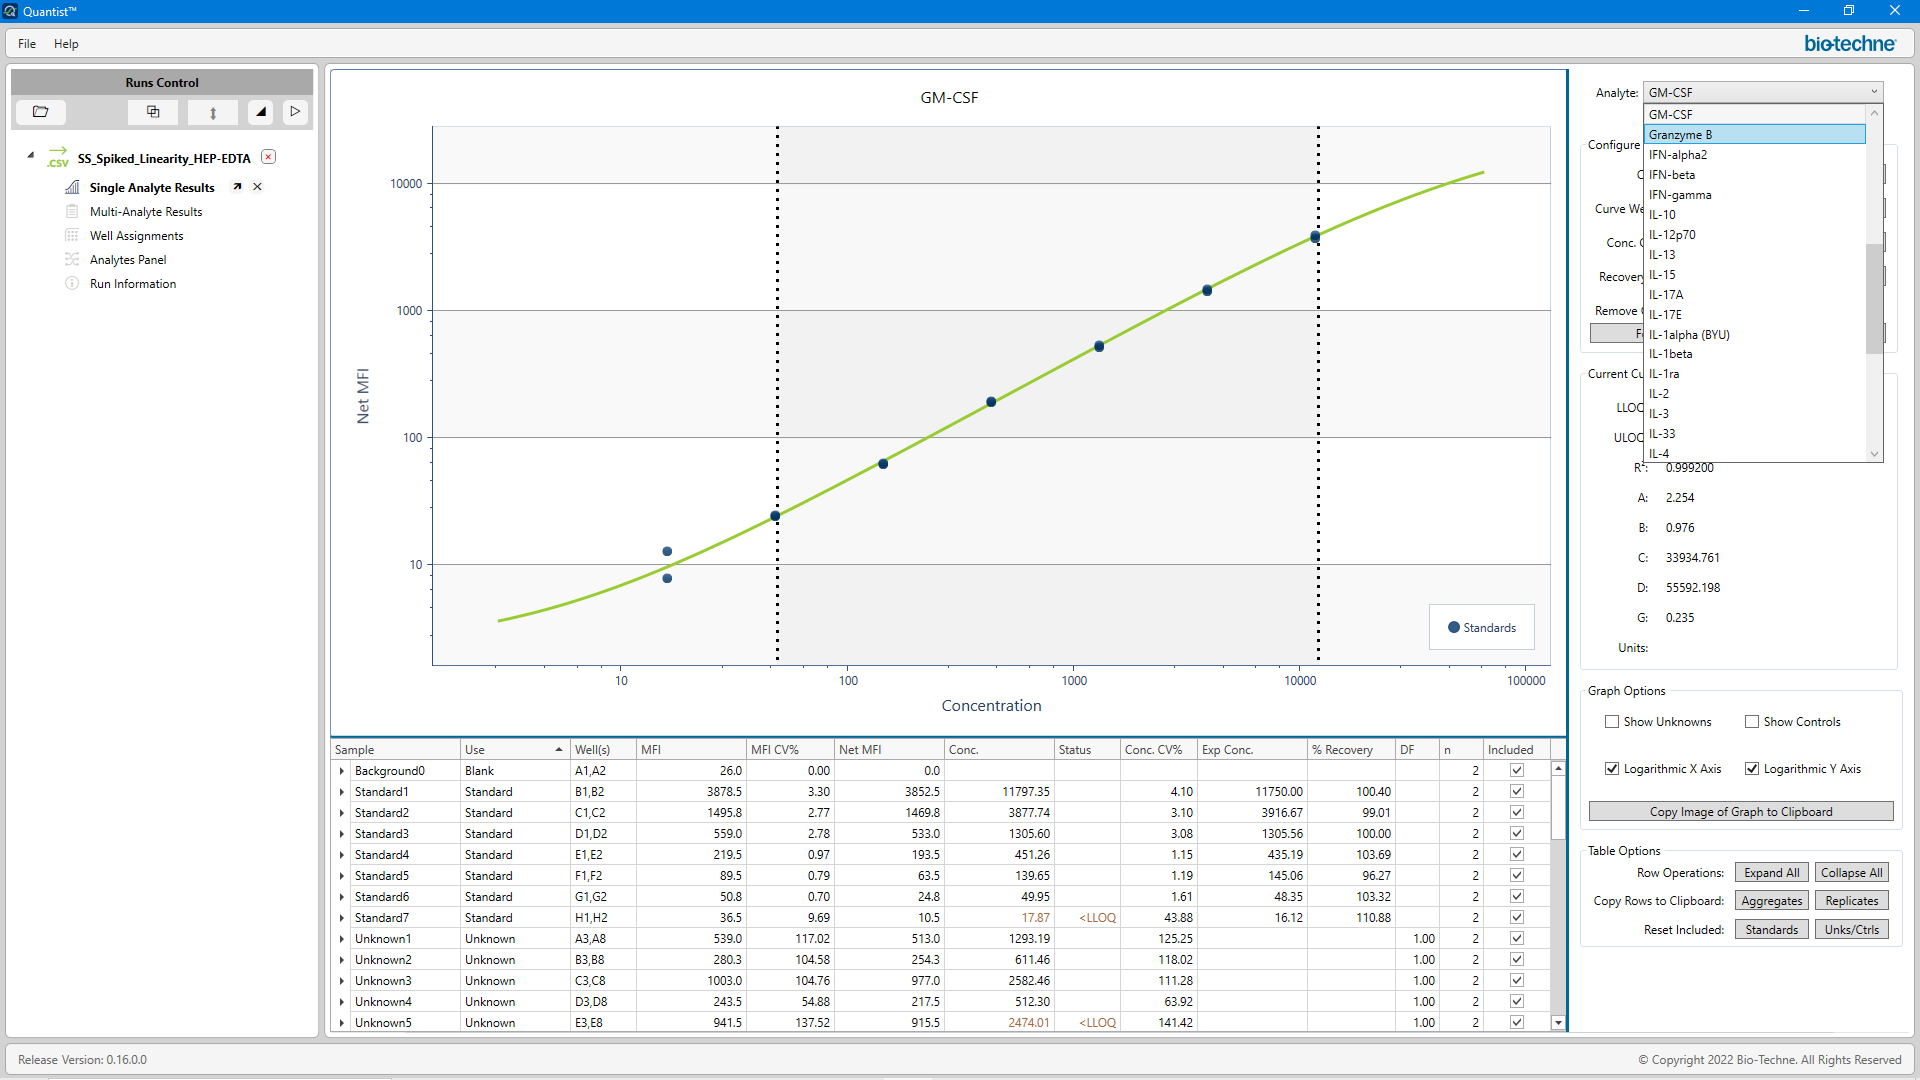 Quantist™
File Help
bio-techne
Runs Control
.CSV SS_Spiked_Linearity_HEP-EDTA
Single Analyte Results
Multi-Analyte Results
Well Assignments
Analytes Panel
Run Information
GM-CSF
Net MFI
10000
1000
100
10
10 100 1000 10000 100000
Concentration
Standards
Sample Use Well(s) MFI MFI CV% Net MFI Conc. Status Conc. CV% Exp Conc. % Recovery DF n Included
Background0 Blank A1,A2 26.0 0.00 0.0 2
Standard1 Standard B1,B2 3878.5 3.30 3852.5 11797.35 4.10 11750.00 100.40 2
Standard2 Standard C1,C2 1495.8 2.77 1469.8 3877.74 3.10 3916.67 99.01 2
Standard3 Standard D1,D2 559.0 2.78 533.0 1305.60 3.08 1305.56 100.00 2
Standard4 Standard E1,E2 219.5 0.97 193.5 451.26 1.15 435.19 103.69 2
Standard5 Standard F1,F2 89.5 0.79 63.5 139.65 1.19 145.06 96.27 2
Standard6 Standard G1,G2 50.8 0.70 24.8 49.95 1.61 48.35 103.32 2
Standard7 Standard H1,H2 36.5 9.69 10.5 17.87 <LLOQ 43.88 16.12 110.88 2
Unknown1 Unknown A3,A8 539.0 117.02 513.0 1293.19 125.25 1.00 2
Unknown2 Unknown B3,B8 280.3 104.58 254.3 611.46 118.02 1.00 2
Unknown3 Unknown C3,C8 1003.0 104.76 977.0 2582.46 111.28 1.00 2
Unknown4 Unknown D3,D8 243.5 54.88 217.5 512.30 63.92 1.00 2
Unknown5 Unknown E3,E8 941.5 137.52 915.5 2474.01 <LLOQ 141.42 1.00 2
Analyte: GM-CSF
GM-CSF
Granzyme B
IFN-alpha2
IFN-beta
IFN-gamma
IL-10
IL-12p70
IL-13
IL-15
IL-17A
IL-17E
IL-1alpha (BYU)
IL-1beta
IL-1ra
IL-2
IL-3
IL-33
IL-4
Configure
Curve We
Conc. 
Recovery
Remove
Current Cu
LLOQ
ULOQ
R²: 0.999200
A: 2.254
B: 0.976
C: 33934.761
D: 55592.198
G: 0.235
Units:
Graph Options
Show Unknowns Show Controls
Logarithmic X Axis Logarithmic Y Axis
Copy Image of Graph to Clipboard
Table Options
Row Operations: Expand All Collapse All
Copy Rows to Clipboard: Aggregates Replicates
Reset Included: Standards Unks/Ctrls
Release Version: 0.16.0.0
© Copyright 2022 Bio-Techne. All Rights Reserved